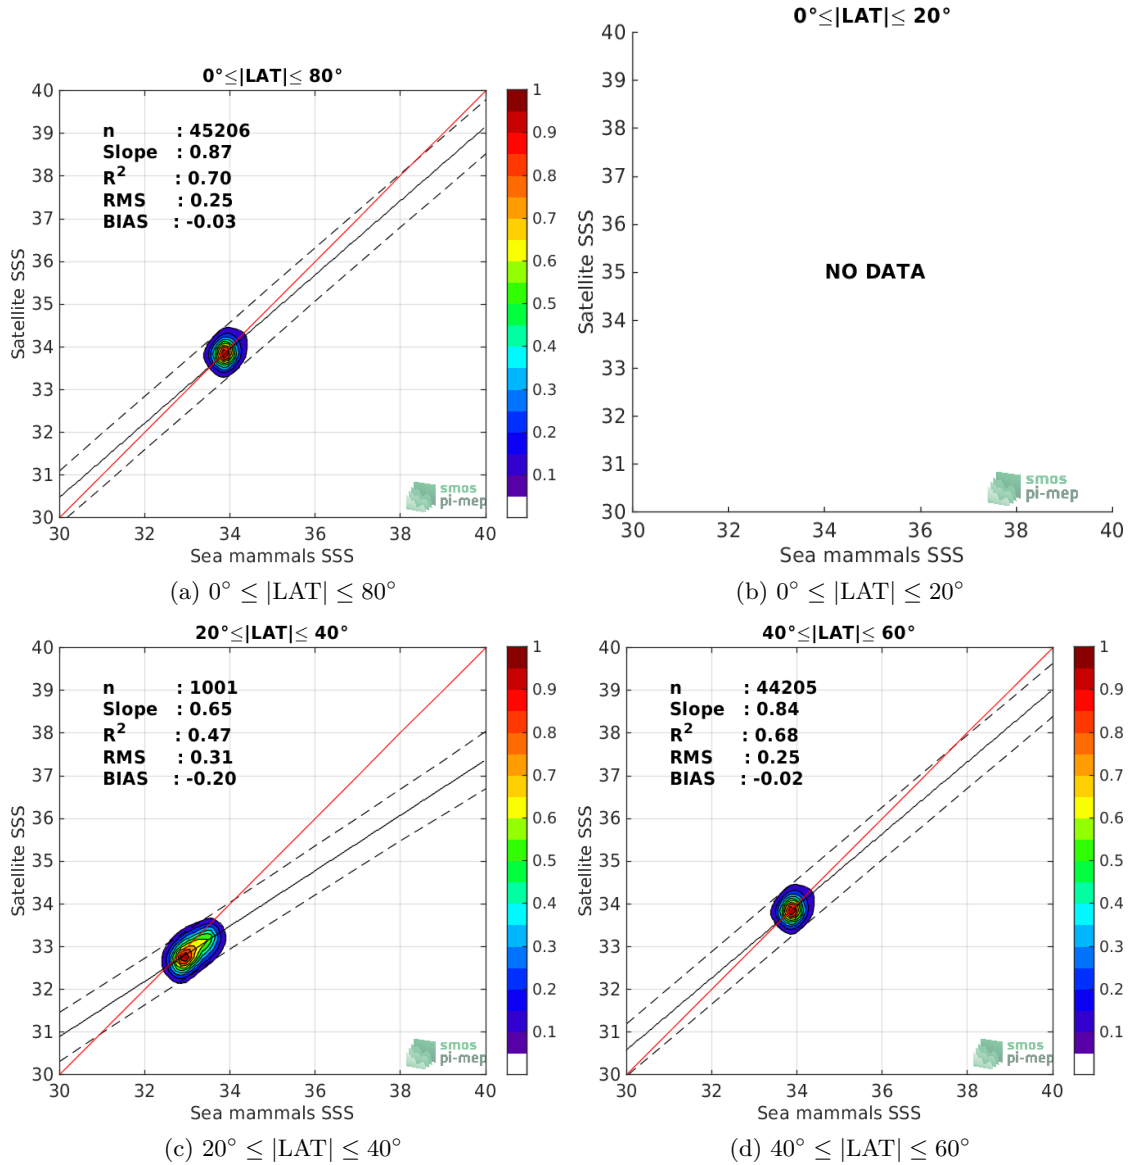 0°≤|LAT|≤ 80°
40
39
38
37
36
35
34
33
32
31
30
30 32 34 36 38 40
Satellite SSS
Sea mammals SSS
n : 45206
Slope : 0.87
R² : 0.70
RMS : 0.25
BIAS : -0.03
smos
pi-mep
1
0.9
0.8
0.7
0.6
0.5
0.4
0.3
0.2
0.1
(a) 0° ≤ |LAT| ≤ 80°
0°≤|LAT|≤ 20°
40
39
38
37
36
35
34
33
32
31
30
30 32 34 36 38 40
Satellite SSS
Sea mammals SSS
NO DATA
smos
pi-mep
(b) 0° ≤ |LAT| ≤ 20°
20°≤|LAT|≤ 40°
40
39
38
37
36
35
34
33
32
31
30
30 32 34 36 38 40
Satellite SSS
Sea mammals SSS
n : 1001
Slope : 0.65
R² : 0.47
RMS : 0.31
BIAS : -0.20
smos
pi-mep
1
0.9
0.8
0.7
0.6
0.5
0.4
0.3
0.2
0.1
(c) 20° ≤ |LAT| ≤ 40°
40°≤|LAT|≤ 60°
40
39
38
37
36
35
34
33
32
31
30
30 32 34 36 38 40
Satellite SSS
Sea mammals SSS
n : 44205
Slope : 0.84
R² : 0.68
RMS : 0.25
BIAS : -0.02
smos
pi-mep
1
0.9
0.8
0.7
0.6
0.5
0.4
0.3
0.2
0.1
(d) 40° ≤ |LAT| ≤ 60°